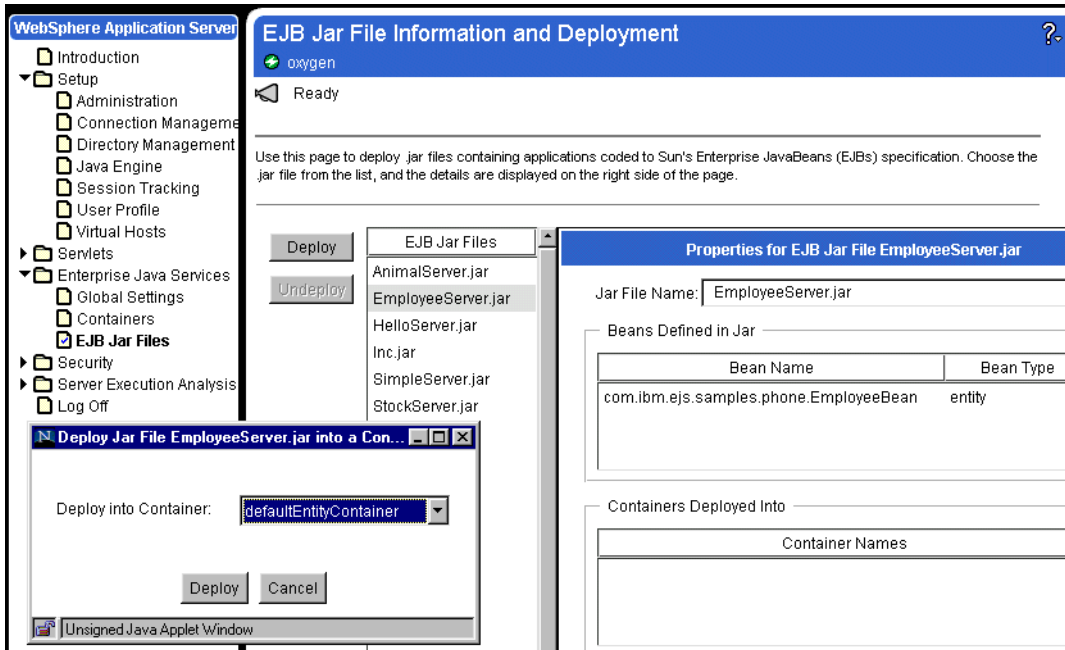 WebSphere Application Server
Introduction
Setup
Administration
Connection Manageme
Directory Management
Java Engine
Session Tracking
User Profile
Virtual Hosts
Servlets
Enterprise Java Services
Global Settings
Containers
EJB Jar Files
Security
Server Execution Analysis
Log Off
EJB Jar File Information and Deployment
?
oxygen
Ready
Use this page to deploy .jar files containing applications coded to Sun's Enterprise JavaBeans (EJBs) specification. Choose the
.jar file from the list, and the details are displayed on the right side of the page.
Deploy
Undeploy
EJB Jar Files
AnimalServer.jar
EmployeeServer.jar
HelloServer.jar
Inc.jar
SimpleServer.jar
StockServer.jar
Properties for EJB Jar File EmployeeServer.jar
Jar File Name: EmployeeServer.jar
Beans Defined in Jar
Bean Name Bean Type
com.ibm.ejs.samples.phone.EmployeeBean entity
Containers Deployed Into
Container Names
N Deploy Jar File EmployeeServer.jar into a Con...
Deploy into Container: defaultEntityContainer
Deploy Cancel
Unsigned Java Applet Window